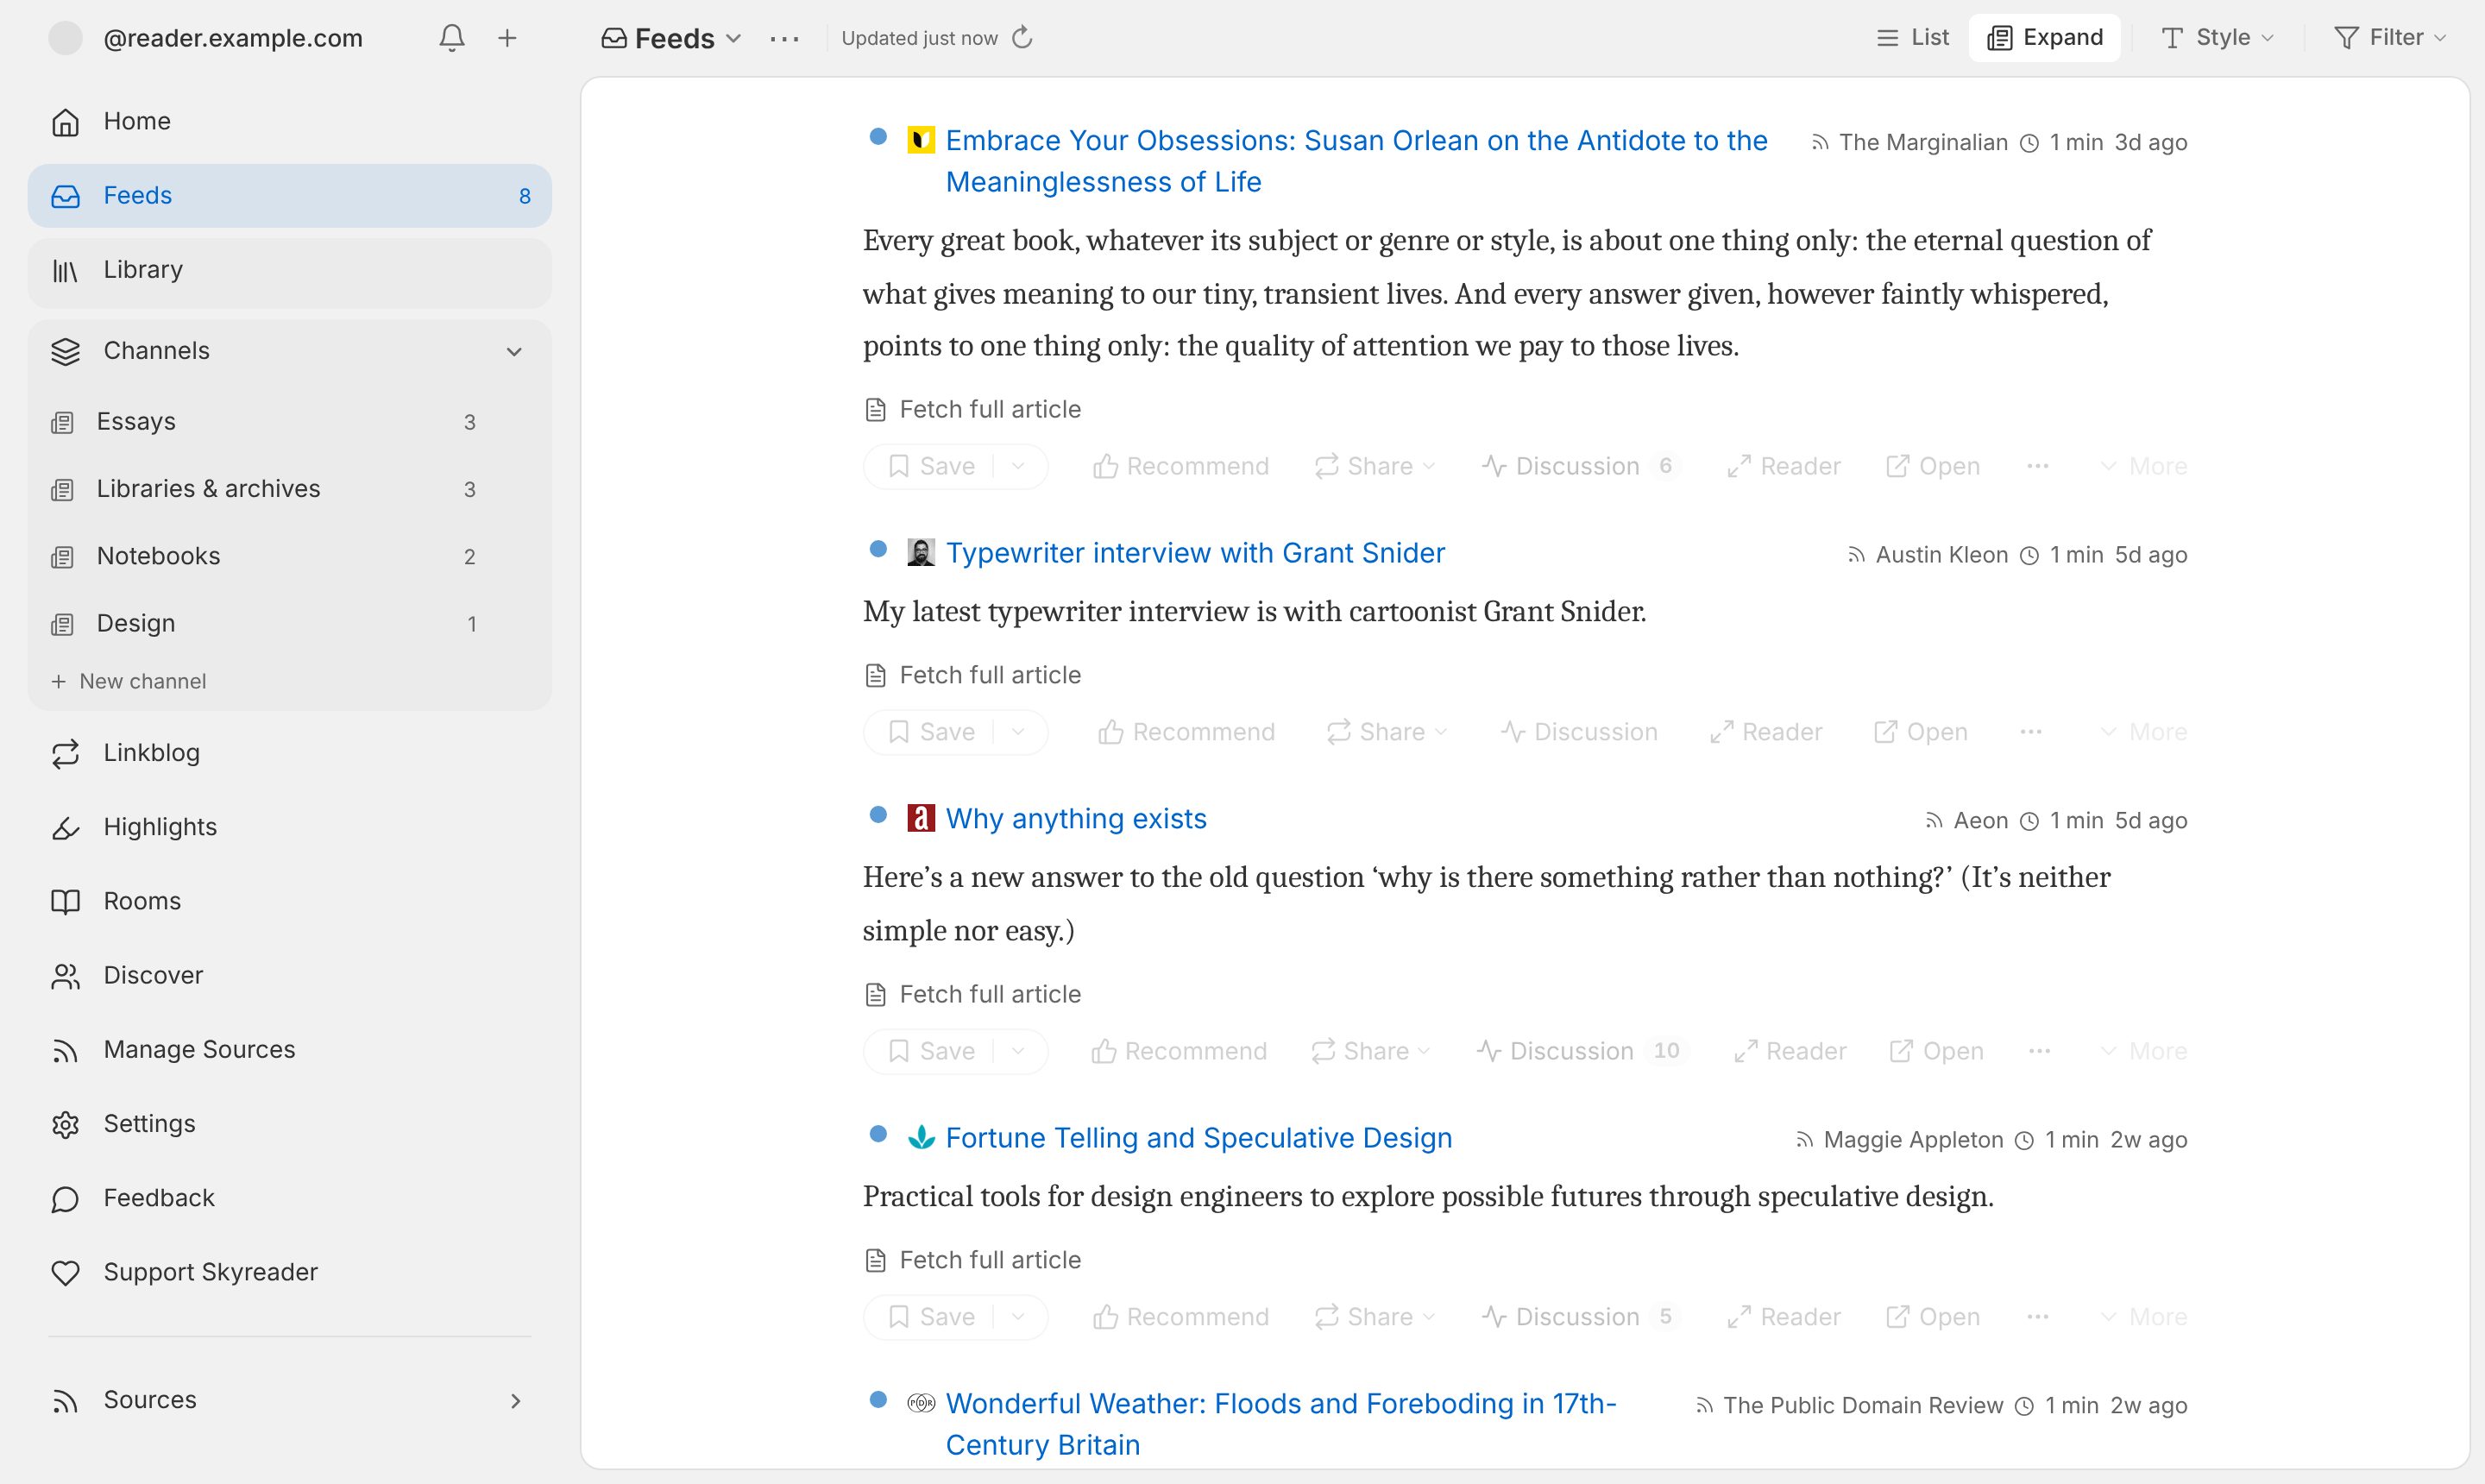 @reader.example.com
Home
Feeds 8
Library
Channels
Essays 3
Libraries & archives 3
Notebooks 2
Design 1
+ New channel
Linkblog
Highlights
Rooms
Discover
Manage Sources
Settings
Feedback
Support Skyreader
Sources
Feeds ... Updated just now List Expand Style Filter
Embrace Your Obsessions: Susan Orlean on the Antidote to the The Marginalian 1 min 3d ago
Meaninglessness of Life
Every great book, whatever its subject or genre or style, is about one thing only: the eternal question of
what gives meaning to our tiny, transient lives. And every answer given, however faintly whispered,
points to one thing only: the quality of attention we pay to those lives.
Fetch full article
Save Recommend Share Discussion 6 Reader Open ... More
Typewriter interview with Grant Snider Austin Kleon 1 min 5d ago
My latest typewriter interview is with cartoonist Grant Snider.
Fetch full article
Save Recommend Share Discussion Reader Open ... More
a Why anything exists Aeon 1 min 5d ago
Here’s a new answer to the old question ‘why is there something rather than nothing?’ (It’s neither
simple nor easy.)
Fetch full article
Save Recommend Share Discussion 10 Reader Open ... More
Fortune Telling and Speculative Design Maggie Appleton 1 min 2w ago
Practical tools for design engineers to explore possible futures through speculative design.
Fetch full article
Save Recommend Share Discussion 5 Reader Open ... More
PDR Wonderful Weather: Floods and Foreboding in 17th- The Public Domain Review 1 min 2w ago
Century Britain